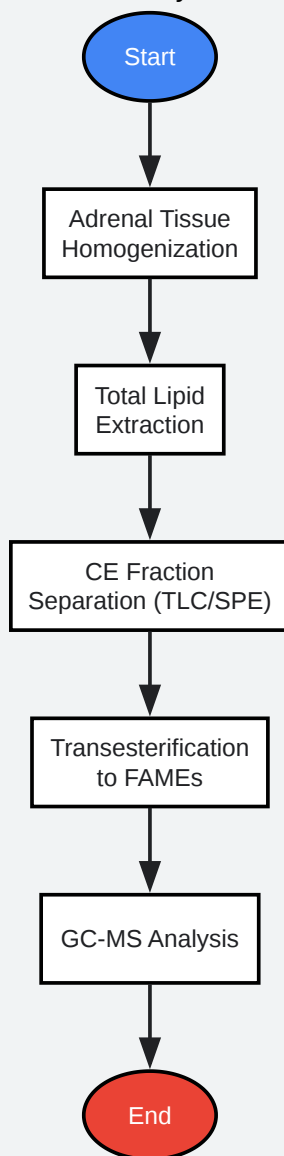 Start
Adrenal Tissue
Homogenization
Total Lipid
Extraction
CE Fraction
Separation (TLC/SPE)
Transesterification
to FAMEs
GC-MS Analysis
End